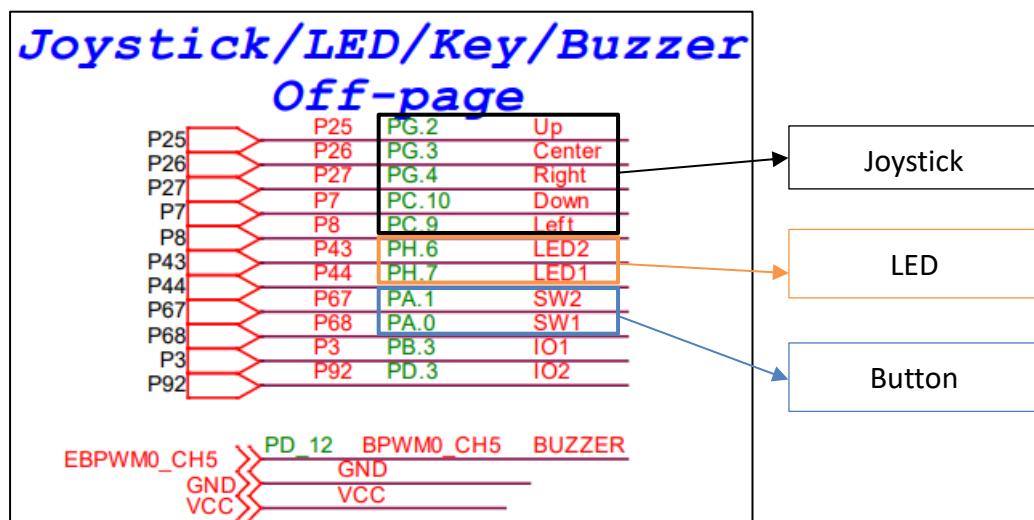 Joystick/LED/Key/Buzzer
Off-page
P25 P25 PG.2 Up
P26 P26 PG.3 Center
P27 P27 PG.4 Right
P7 P7 PC.10 Down
P8 P8 PC.9 Left
P43 P43 PH.6 LED2
P44 P44 PH.7 LED1
P67 P67 PA.1 SW2
P68 P68 PA.0 SW1
P3 P3 PB.3 IO1
P92 P92 PD.3 IO2
Joystick
LED
Button
EBPWM0_CH5 PD_12 BPWM0_CH5 BUZZER
GND GND
VCC VCC